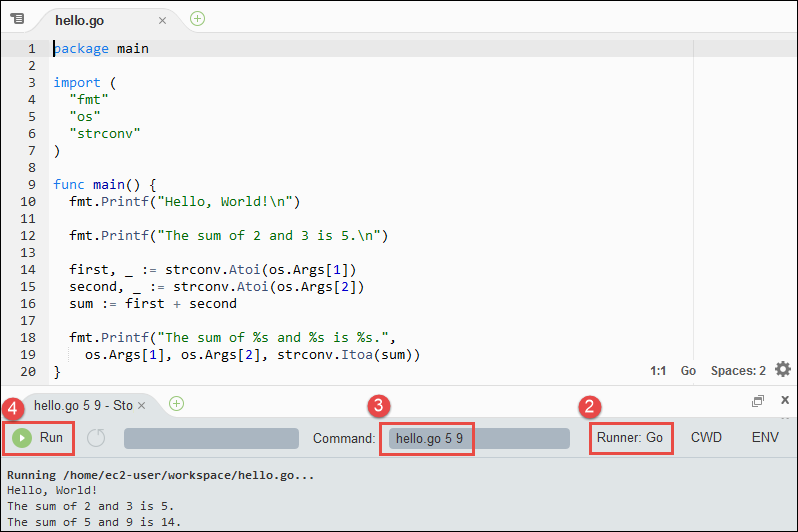 hello.go
1 package main
2
3 import (
4   "fmt"
5   "os"
6   "strconv"
7 )
8
9 func main() {
10   fmt.Printf("Hello, World!\n")
11
12   fmt.Printf("The sum of 2 and 3 is 5.\n")
13
14   first, _ := strconv.Atoi(os.Args[1])
15   second, _ := strconv.Atoi(os.Args[2])
16   sum := first + second
17
18   fmt.Printf("The sum of %s and %s is %s.",
19     os.Args[1], os.Args[2], strconv.Itoa(sum))
20 }
1:1 Go Spaces: 2
hello.go 5 9 - Sto
4 3 2
Run Command: hello.go 5 9 Runner: Go CWD ENV
Running /home/ec2-user/workspace/hello.go...
Hello, World!
The sum of 2 and 3 is 5.
The sum of 5 and 9 is 14.